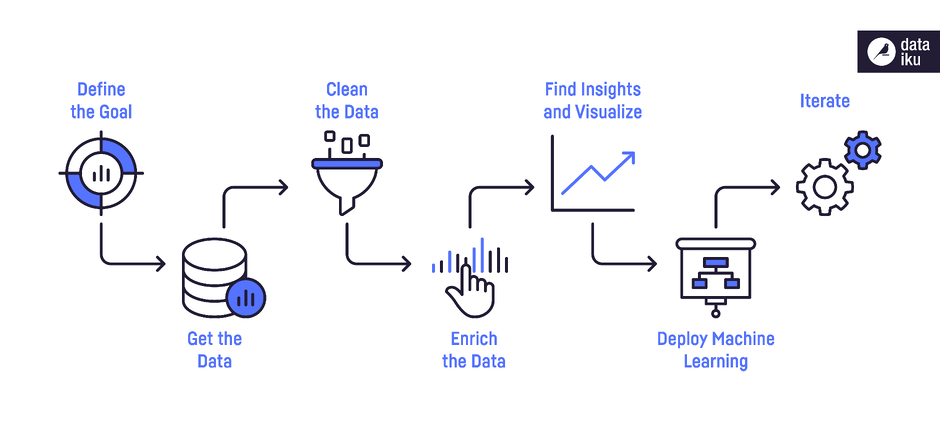 data
iku
Define
the Goal
Get the
Data
Clean
the Data
Enrich
the Data
Find Insights
and Visualize
Deploy Machine
Learning
Iterate